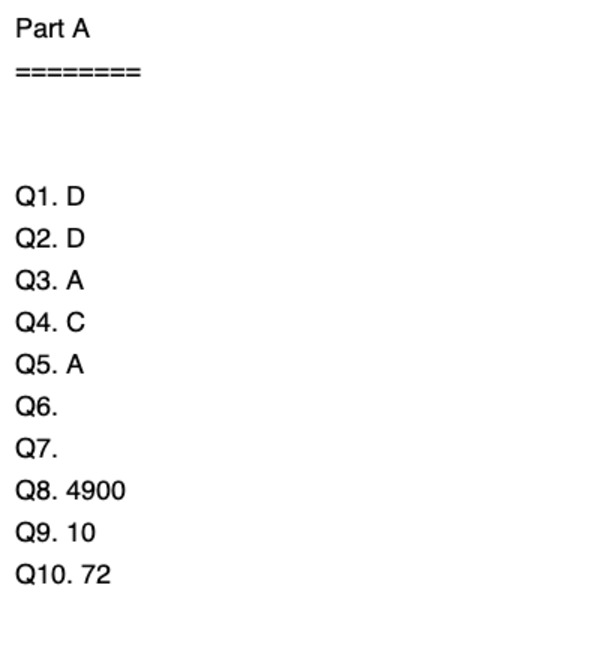 Part A
========
Q1. D
Q2. D
Q3. A
Q4. C
Q5. A
Q6.
Q7.
Q8. 4900
Q9. 10
Q10. 72